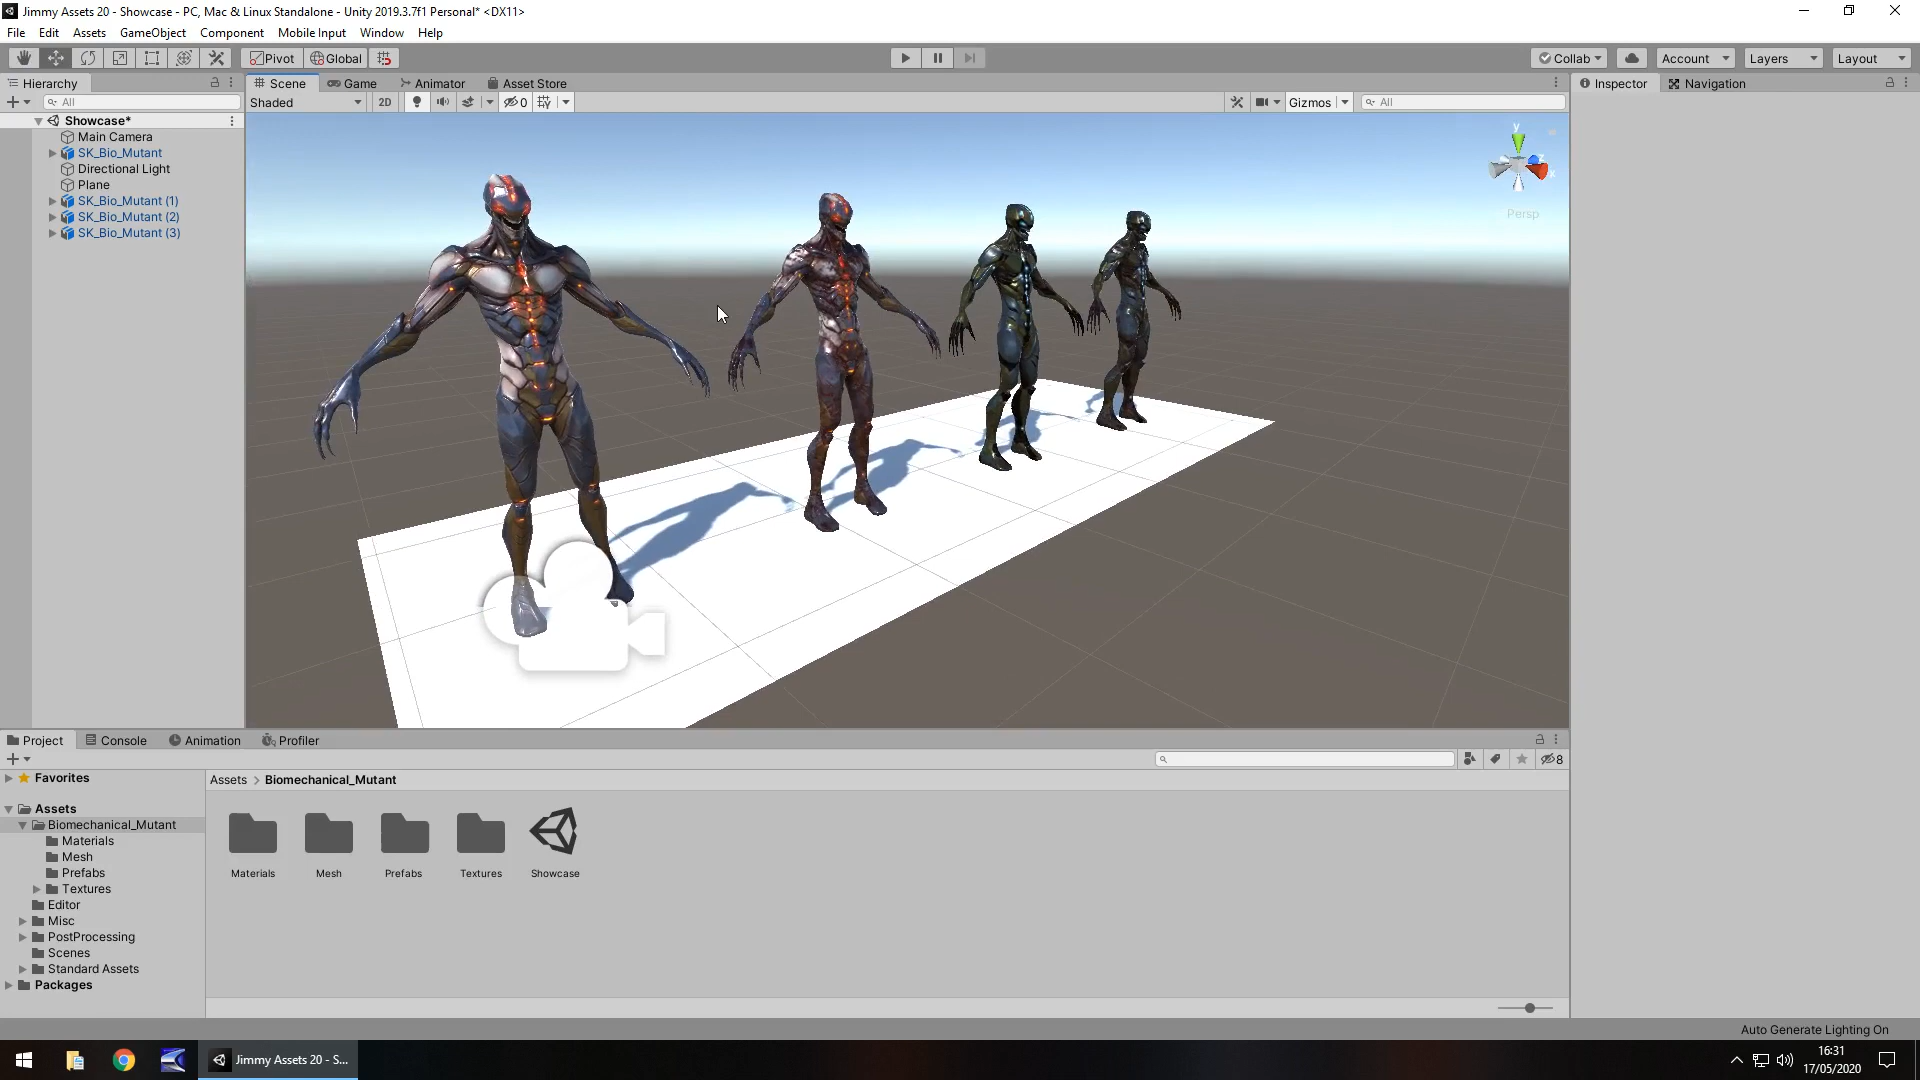 Jimmy Assets 20 - Showcase - PC, Mac & Linux Standalone - Unity 2019.3.7f1 Personal* <DX11>
File Edit Assets GameObject Component Mobile Input Window Help
Pivot Global Collab Account Layers Layout
Hierarchy Scene Game Animator Asset Store Inspector Navigation
All Shaded 2D 0 Gizmos All
Showcase*
Main Camera
SK_Bio_Mutant
Directional Light
Plane
SK_Bio_Mutant (1)
SK_Bio_Mutant (2)
SK_Bio_Mutant (3)
y
x
Persp
Project Console Animation Profiler
8
Favorites
Assets > Biomechanical_Mutant
Assets
Biomechanical_Mutant
Materials
Mesh
Prefabs
Textures
Editor
Misc
PostProcessing
Scenes
Standard Assets
Packages
Materials Mesh Prefabs Textures Showcase
Auto Generate Lighting On
Jimmy Assets 20 - S...
16:31
17/05/2020